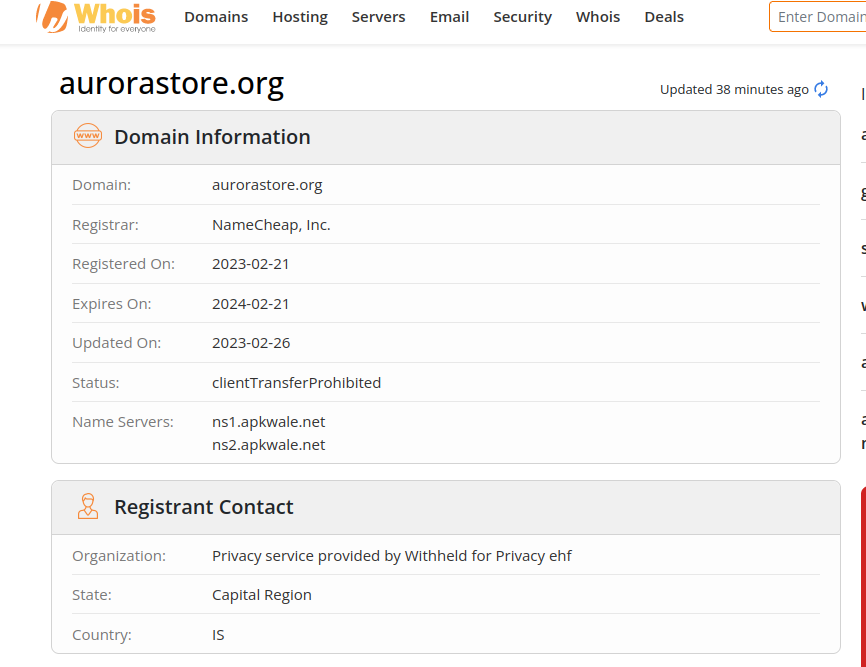 Whois
Identity for everyone
Domains Hosting Servers Email Security Whois Deals
aurorastore.org
Updated 38 minutes ago
www
Domain Information
Domain: aurorastore.org
Registrar: NameCheap, Inc.
Registered On: 2023-02-21
Expires On: 2024-02-21
Updated On: 2023-02-26
Status: clientTransferProhibited
Name Servers: ns1.apkwale.net
ns2.apkwale.net
Registrant Contact
Organization: Privacy service provided by Withheld for Privacy ehf
State: Capital Region
Country: IS